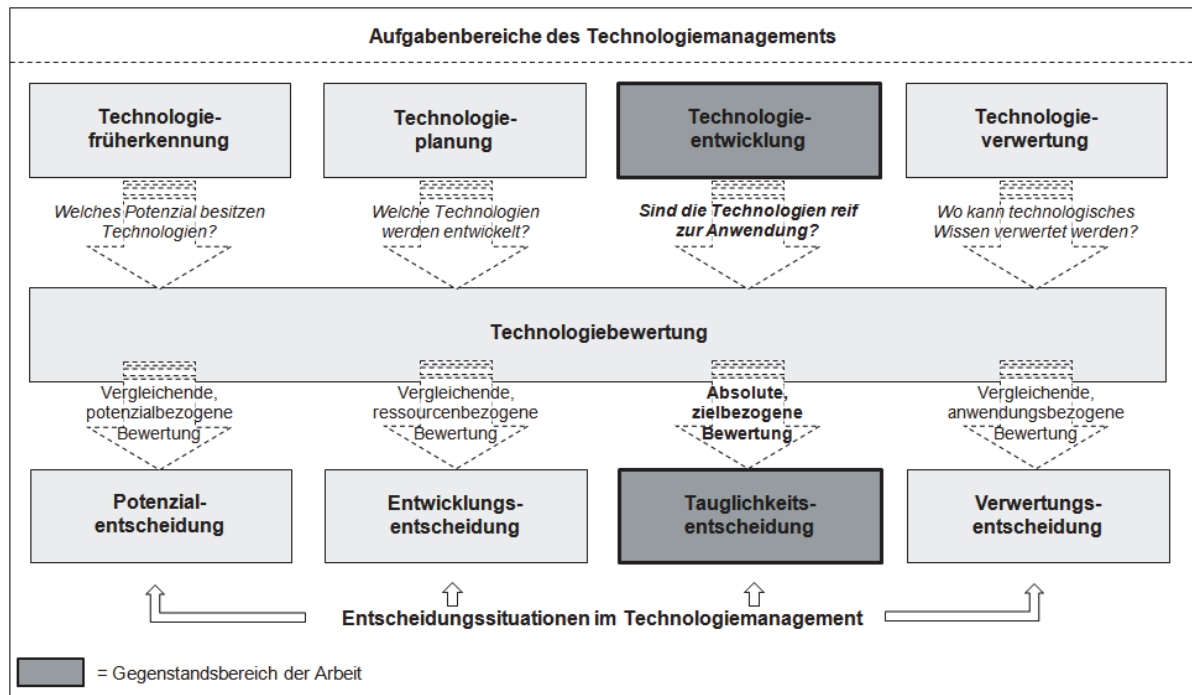 Aufgabenbereiche des Technologiemanagements
Technologie-
früherkennung
Technologie-
planung
Technologie-
entwicklung
Technologie-
verwertung
Welches Potenzial besitzen
Technologien?
Welche Technologien
werden entwickelt?
Sind die Technologien reif
zur Anwendung?
Wo kann technologisches
Wissen verwertet werden?
Technologiebewertung
Vergleichende,
potenzialbezogene
Bewertung
Vergleichende,
ressourcenbezogene
Bewertung
Absolute,
zielbezogene
Bewertung
Vergleichende,
anwendungsbezogene
Bewertung
Potenzial-
entscheidung
Entwicklungs-
entscheidung
Tauglichkeits-
entscheidung
Verwertungs-
entscheidung
Entscheidungssituationen im Technologiemanagement
= Gegenstandsbereich der Arbeit